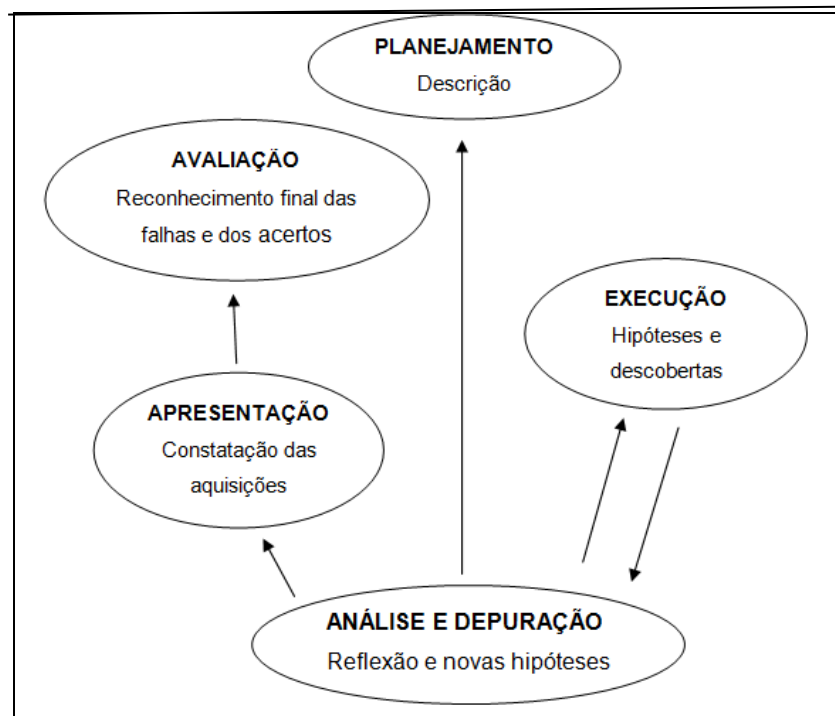 PLANEJAMENTO
Descrição
AVALIAÇÃO
Reconhecimento final das
falhas e dos acertos
EXECUÇÃO
Hipóteses e
descobertas
APRESENTAÇÃO
Constatação das
aquisições
ANÁLISE E DEPURAÇÃO
Reflexão e novas hipóteses